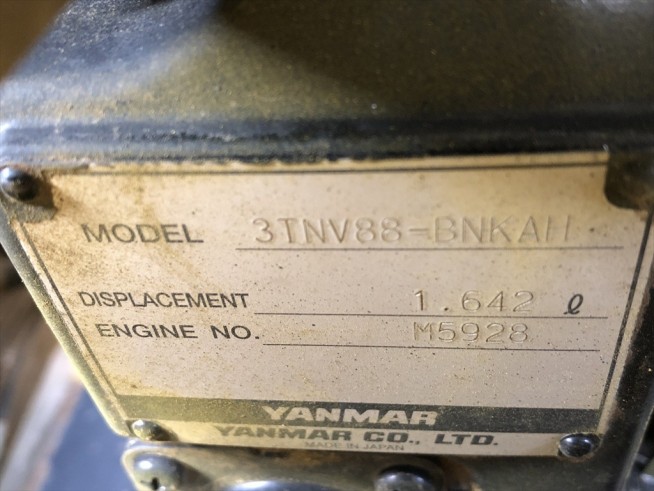 MODEL 3TNV88-BNKAH
DISPLACEMENT 1.642 ℓ
ENGINE NO. M5928
YANMAR
YANMAR CO., LTD.
MADE IN JAPAN